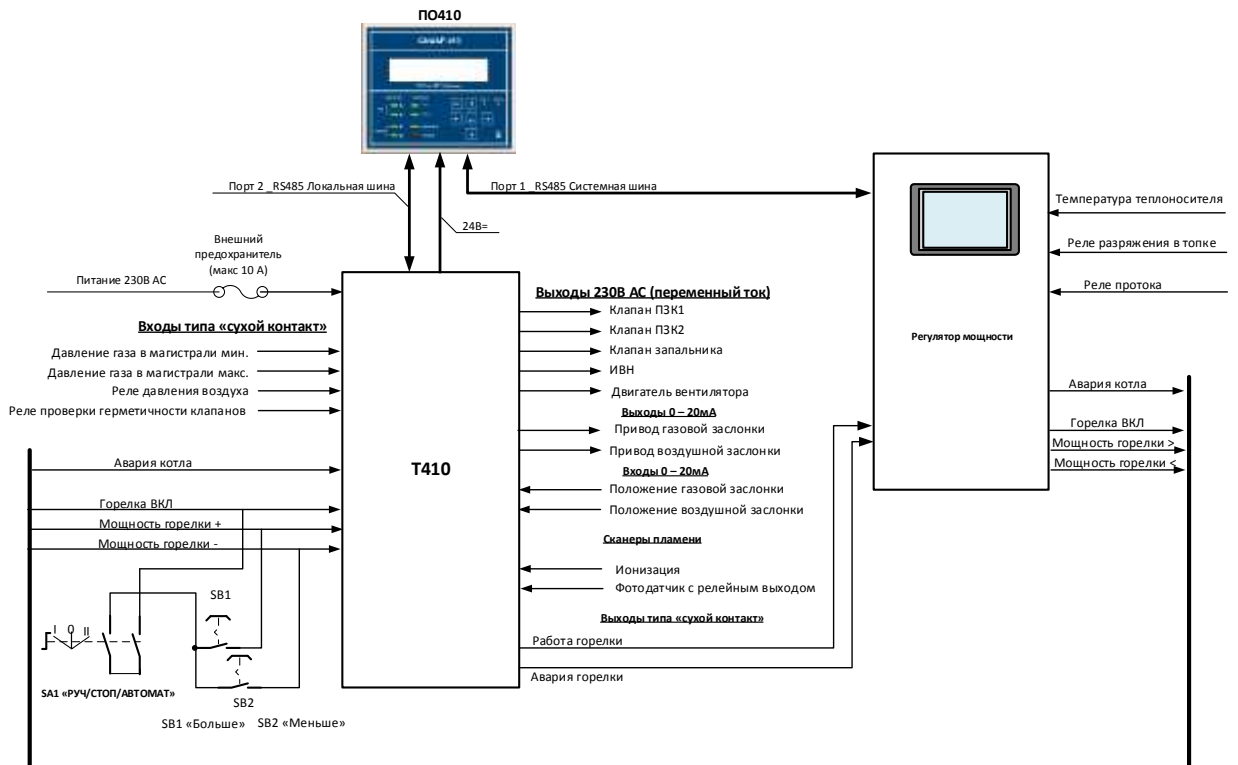 ПО410
Порт 2 _RS485 Локальная шина
Порт 1 _RS485 Системная шина
24В=
Внешний
предохранитель
(макс 10 А)
Питание 230В АС
Входы типа «сухой контакт»
Давление газа в магистрали мин.
Давление газа в магистрали макс.
Реле давления воздуха
Реле проверки герметичности клапанов
Авария котла
Горелка ВКЛ
Мощность горелки +
Мощность горелки -
I 0 II
SA1 «РУЧ/СТОП/АВТОМАТ»
SB1
SB2
SB1 «Больше» SB2 «Меньше»
Т410
Выходы 230В АС (переменный ток)
Клапан ПЗК1
Клапан ПЗК2
Клапан запальника
ИВН
Двигатель вентилятора
Выходы 0 – 20мА
Привод газовой заслонки
Привод воздушной заслонки
Входы 0 – 20мА
Положение газовой заслонки
Положение воздушной заслонки
Сканеры пламени
Ионизация
Фотодатчик с релейным выходом
Выходы типа «сухой контакт»
Работа горелки
Авария горелки
Регулятор мощности
Температура теплоносителя
Реле разряжения в топке
Реле протока
Авария котла
Горелка ВКЛ
Мощность горелки >
Мощность горелки <